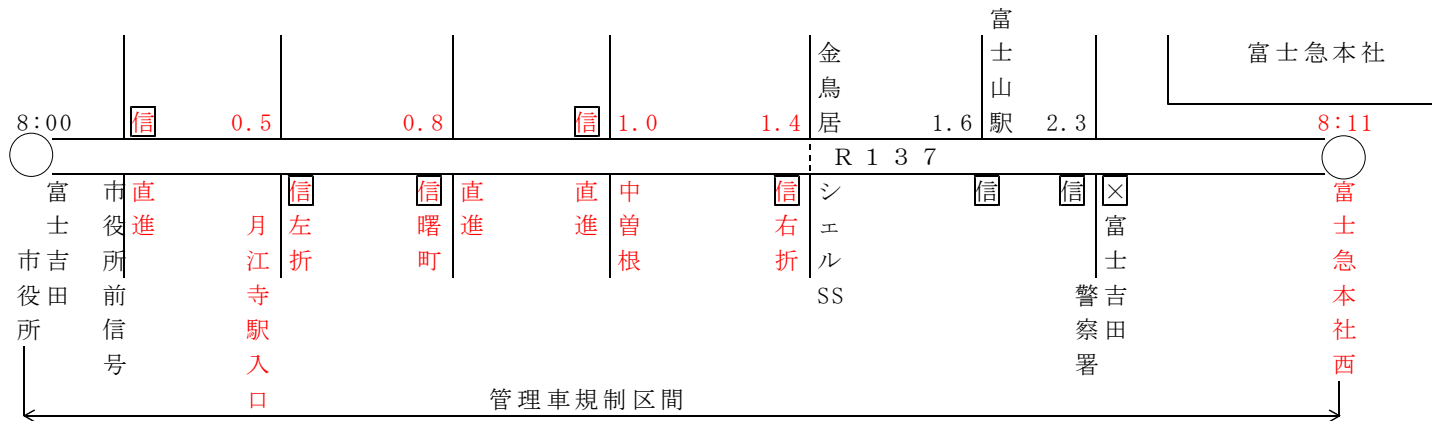 富士急本社
8:00
信
0.5
0.8
信
1.0
1.4
金鳥居
1.6
富士山駅
2.3
8:11
R137
富士吉田市役所
市役所前信号
直進
月江寺駅入口
信
左折
信
曙町
直進
直進
中曽根
信
右折
シェルSS
信
信
×
富士吉田警察署
富士急本社西
管理車規制区間